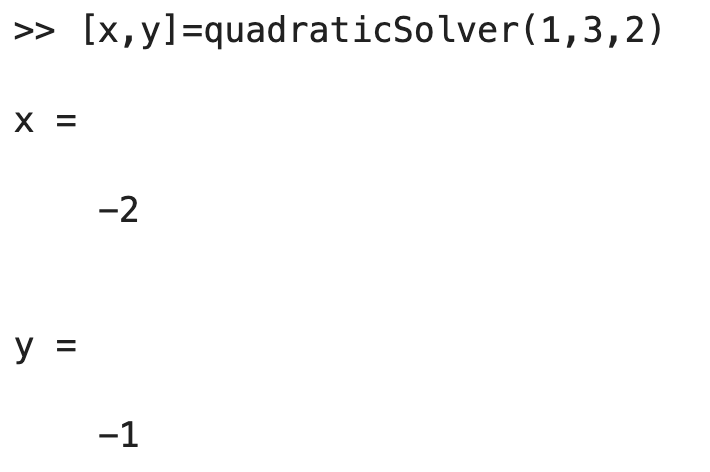 >> [x,y]=quadraticSolver(1,3,2)
x =
-2
y =
-1